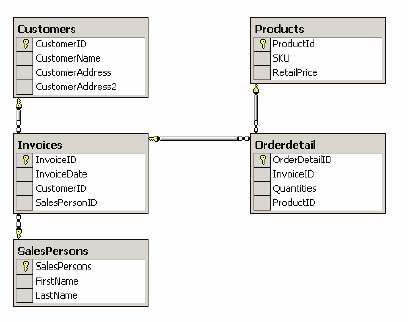 Customers
CustomerID
CustomerName
CustomerAddress
CustomerAddress2
Products
ProductId
SKU
RetailPrice
Invoices
InvoiceID
InvoiceDate
CustomerID
SalesPersonID
Orderdetail
OrderDetailID
InvoiceID
Quantities
ProductID
SalesPersons
SalesPersons
FirstName
LastName